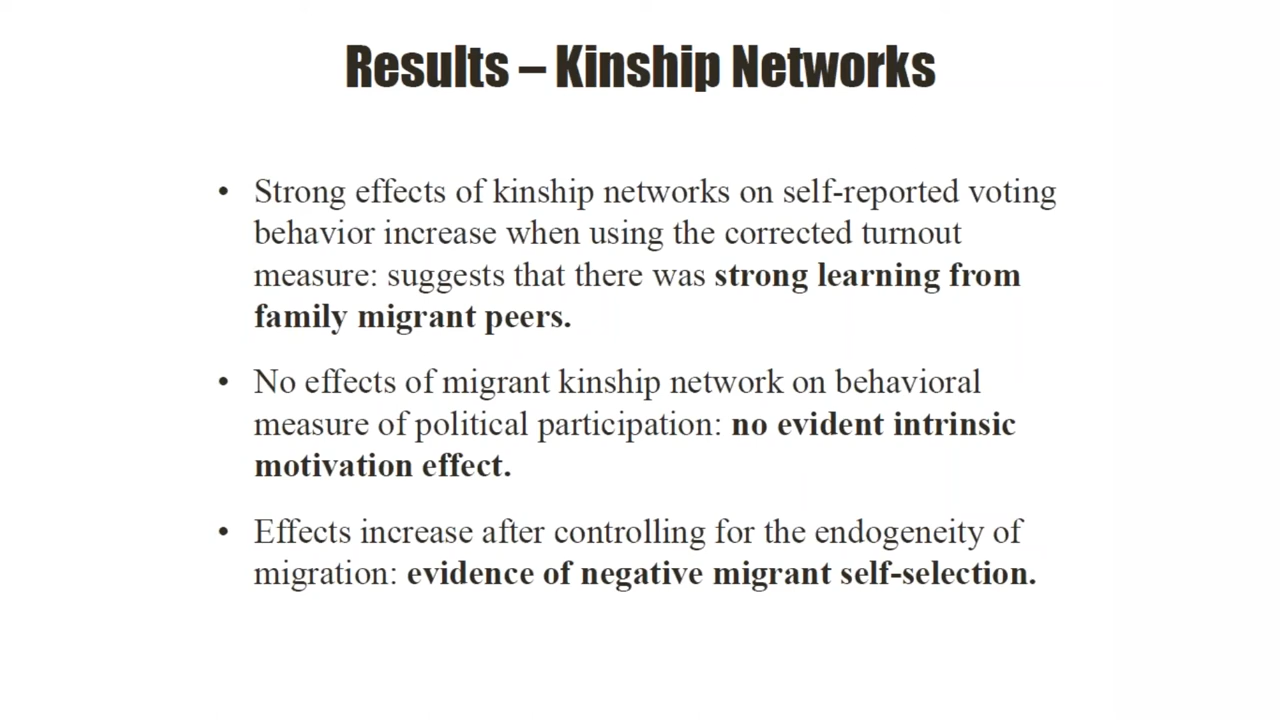 Results – Kinship Networks
• Strong effects of kinship networks on self-reported voting
behavior increase when using the corrected turnout
measure: suggests that there was strong learning from
family migrant peers.
• No effects of migrant kinship network on behavioral
measure of political participation: no evident intrinsic
motivation effect.
• Effects increase after controlling for the endogeneity of
migration: evidence of negative migrant self-selection.